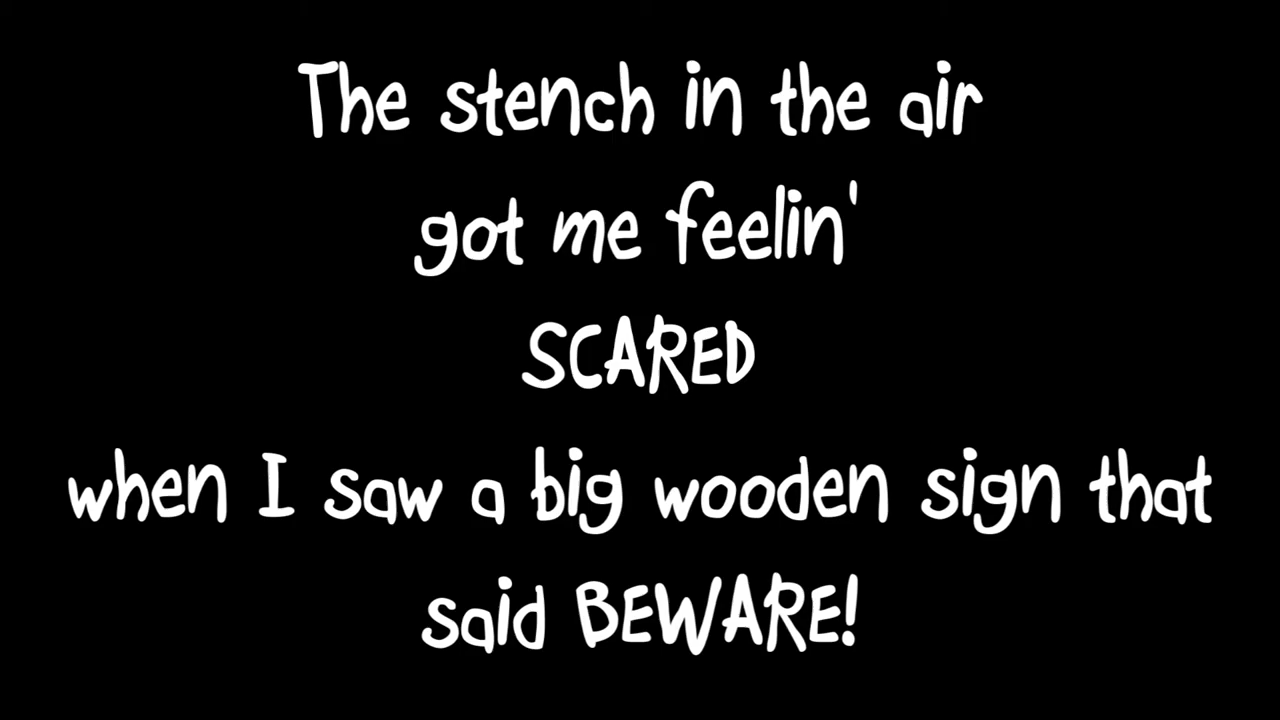 The stench in the air
got me feelin'
SCARED
when I saw a big wooden sign that
said BEWARE!